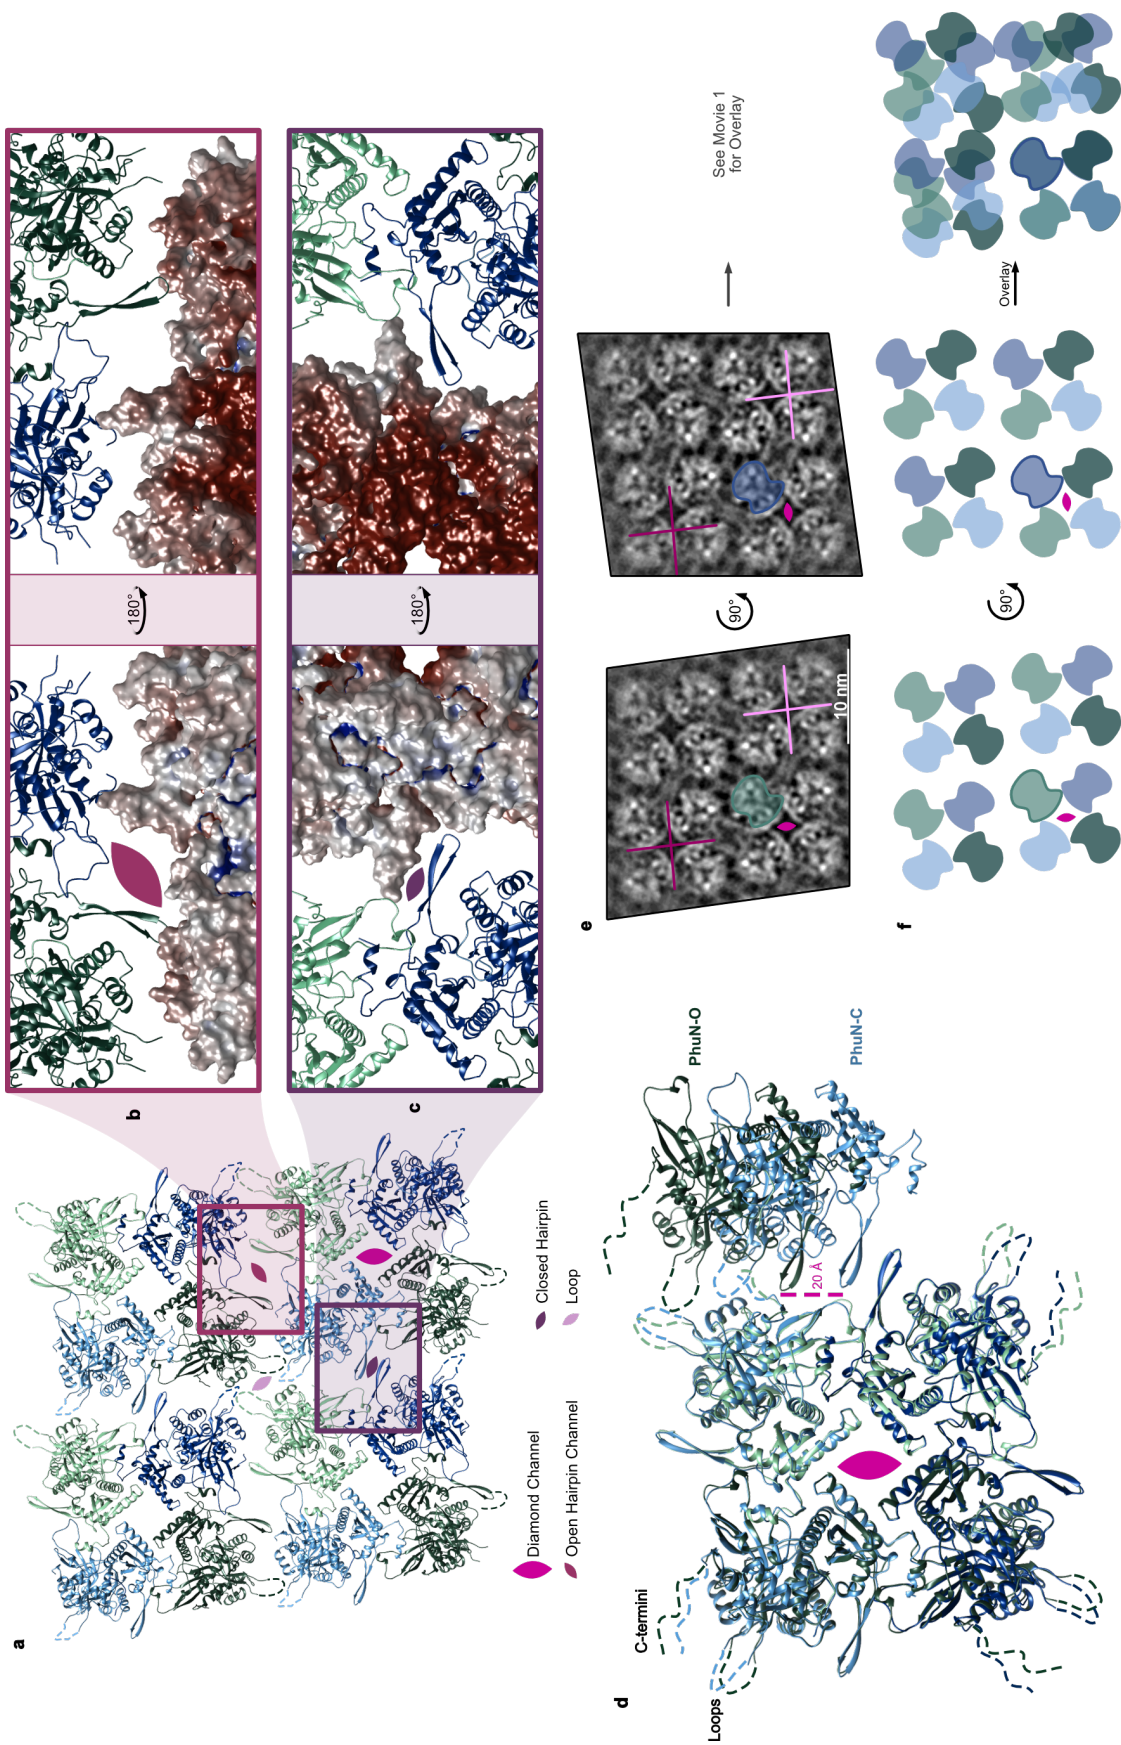 a
Diamond Channel
Open Hairpin Channel
Closed Hairpin
Loop
b
180°
c
180°
d
C-termini
Loops
20 Å
PhuN-O
PhuN-C
e
10 nm
90°
See Movie 1
for Overlay
f
90°
Overlay